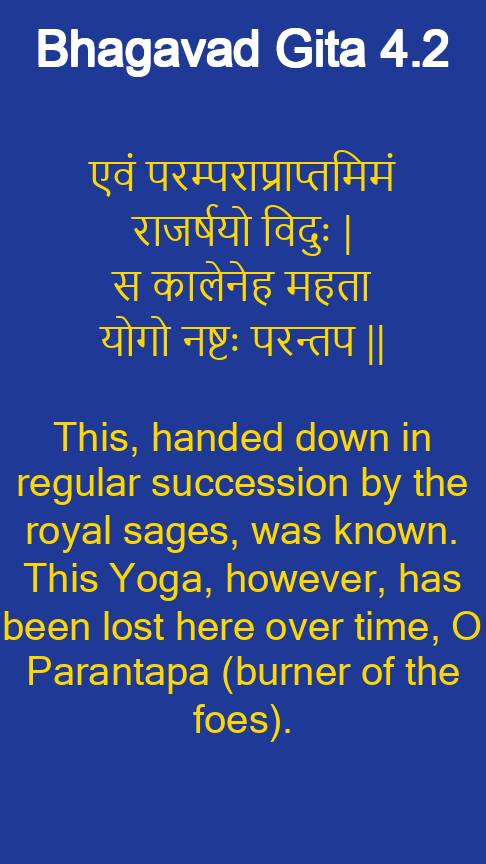 Bhagavad Gita 4.2
एवं परम्पराप्राप्तमिमं
राजर्षयो विदुः |
स कालेनेह महता
योगो नष्टः परन्तप ||
This, handed down in
regular succession by the
royal sages, was known.
This Yoga, however, has
been lost here over time, O
Parantapa (burner of the
foes).